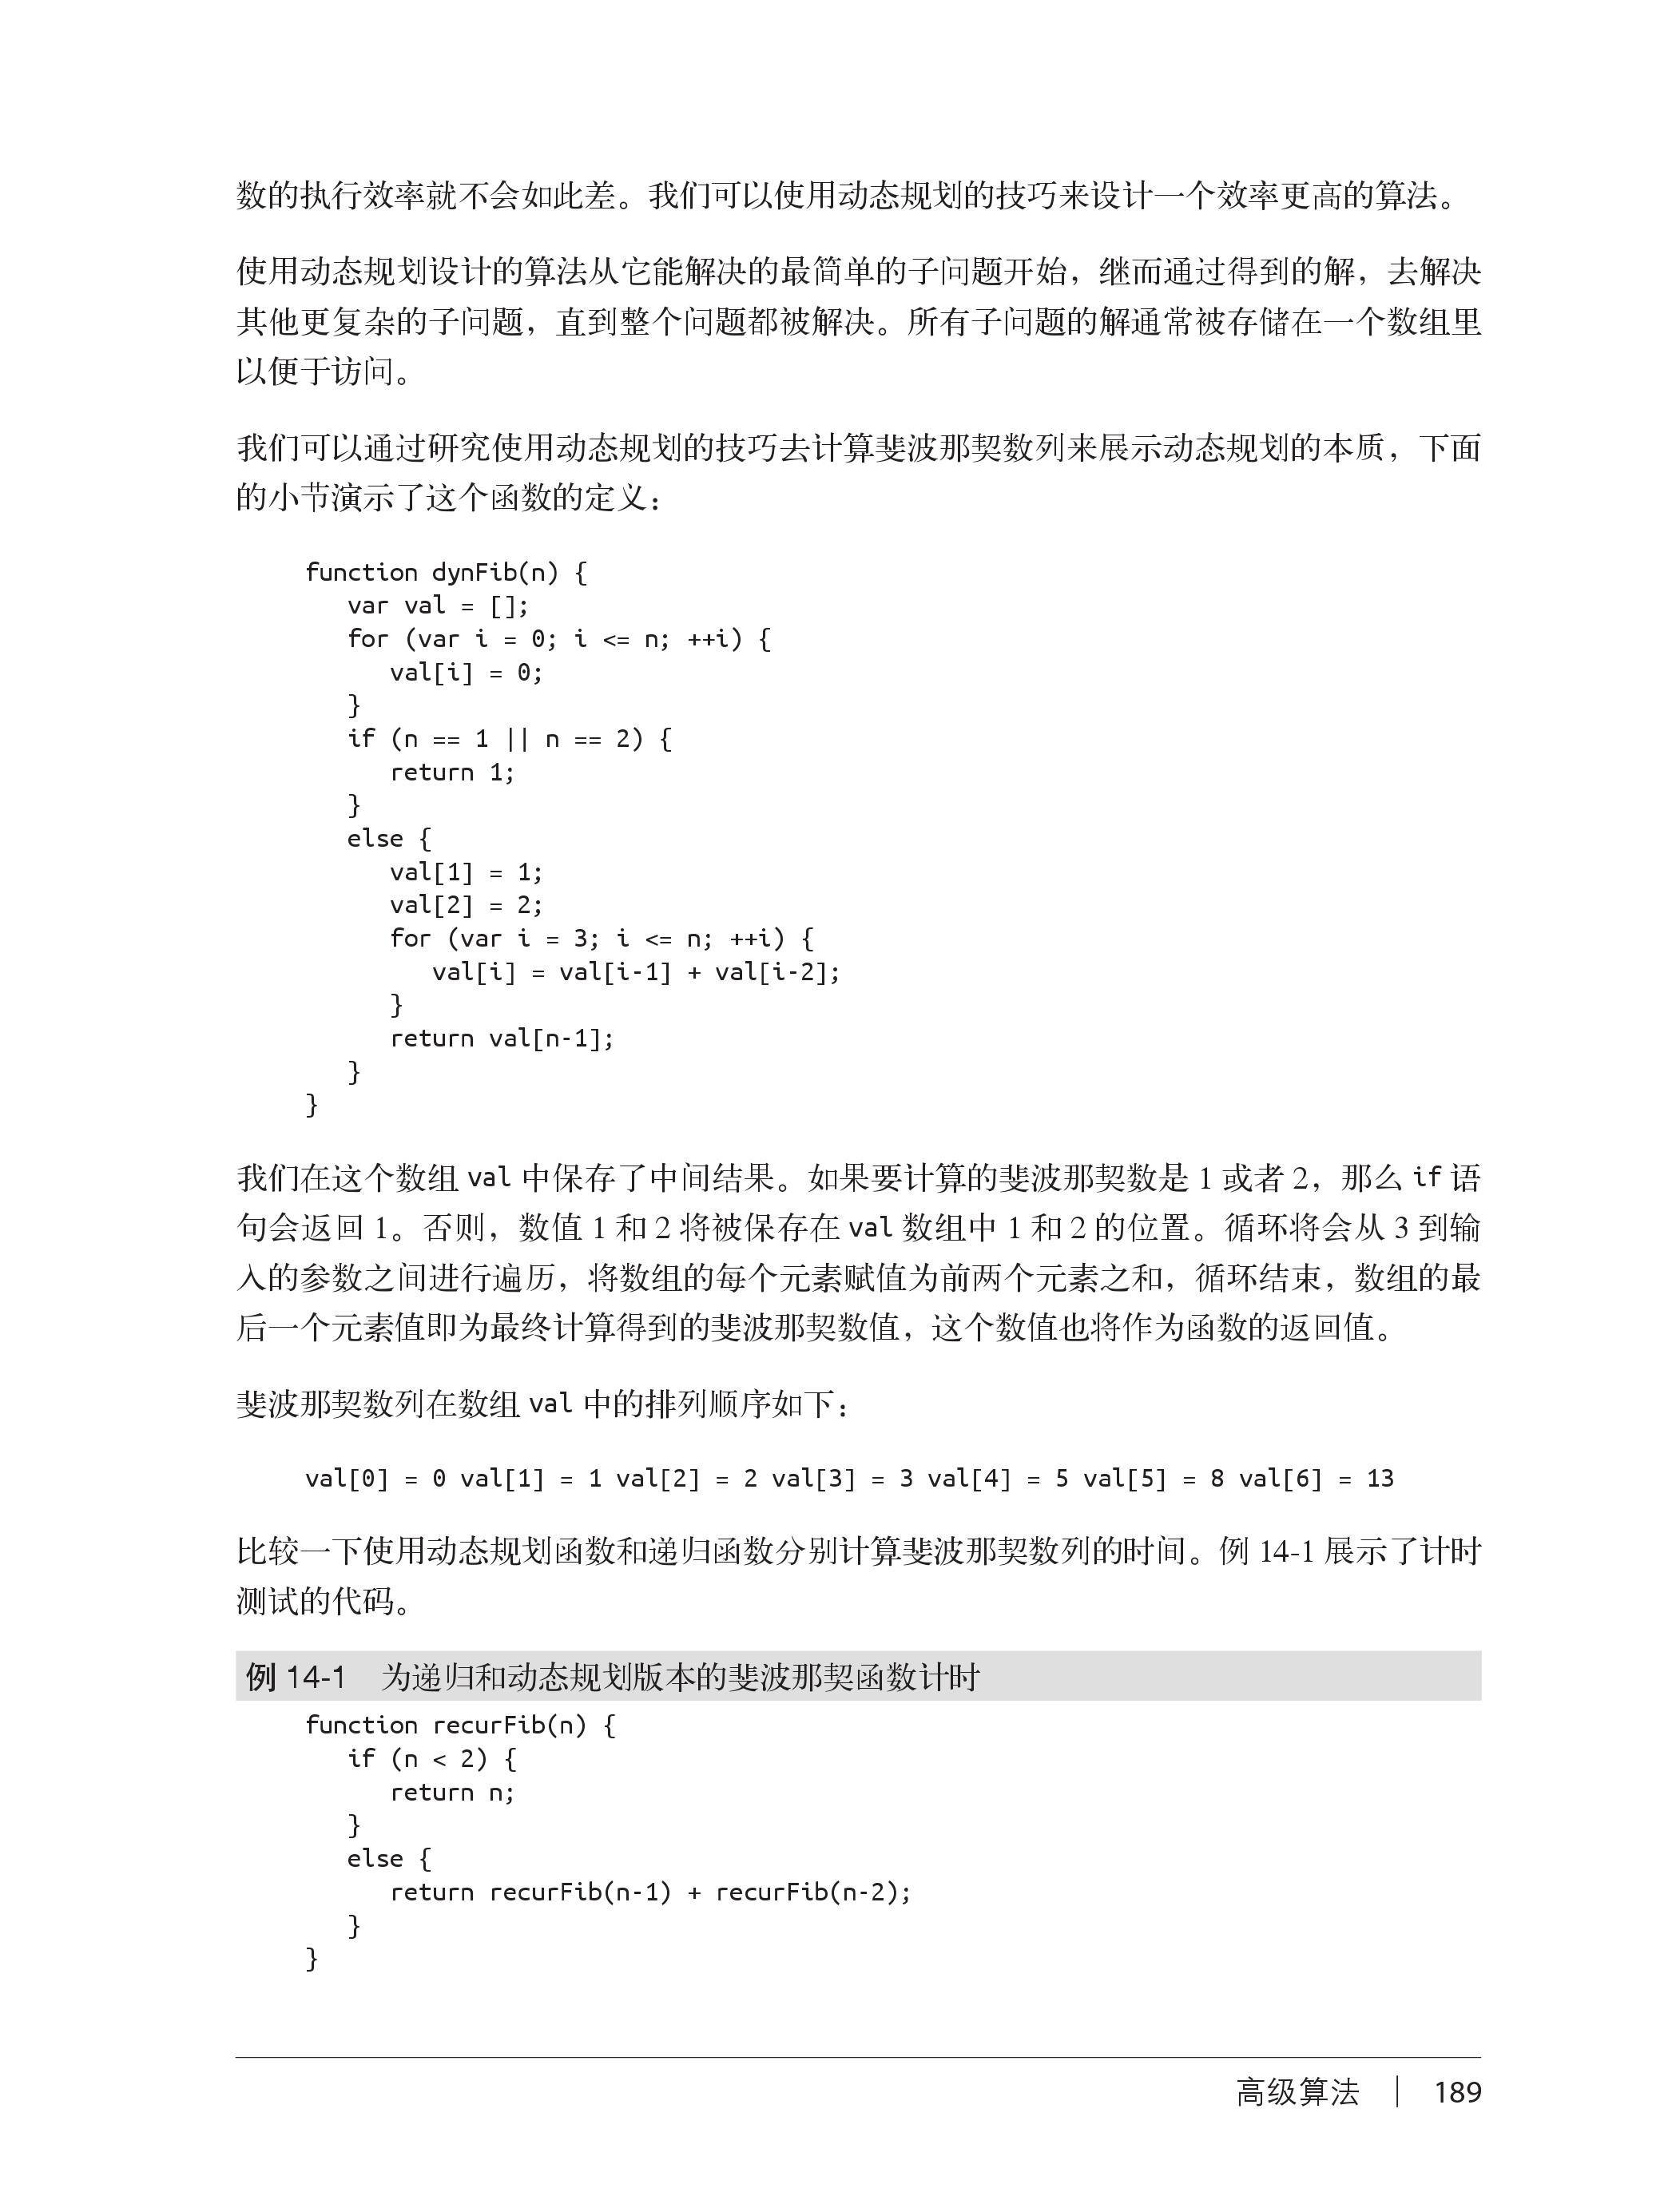 数的执行效率就不会如此差。我们可以使用动态规划的技巧来设计一个效率更高的算法。
使用动态规划设计的算法从它能解决的最简单的子问题开始，继而通过得到的解，去解决
其他更复杂的子问题，直到整个问题都被解决。所有子问题的解通常被存储在一个数组里
以便于访问。
我们可以通过研究使用动态规划的技巧去计算斐波那契数列来展示动态规划的本质，下面
的小节演示了这个函数的定义：
function dynFib(n) {
   var val = [];
   for (var i = 0; i <= n; ++i) {
      val[i] = 0;
   }
   if (n == 1 || n == 2) {
      return 1;
   }
   else {
      val[1] = 1;
      val[2] = 2;
      for (var i = 3; i <= n; ++i) {
         val[i] = val[i-1] + val[i-2];
      }
      return val[n-1];
   }
}
我们在这个数组 val 中保存了中间结果。如果要计算的斐波那契数是 1 或者 2，那么 if 语
句会返回 1。否则，数值 1 和 2 将被保存在 val 数组中 1 和 2 的位置。循环将会从 3 到输
入的参数之间进行遍历，将数组的每个元素赋值为前两个元素之和，循环结束，数组的最
后一个元素值即为最终计算得到的斐波那契数值，这个数值也将作为函数的返回值。
斐波那契数列在数组 val 中的排列顺序如下：
val[0] = 0 val[1] = 1 val[2] = 2 val[3] = 3 val[4] = 5 val[5] = 8 val[6] = 13
比较一下使用动态规划函数和递归函数分别计算斐波那契数列的时间。例 14-1 展示了计时
测试的代码。
例 14-1 为递归和动态规划版本的斐波那契函数计时
function recurFib(n) {
   if (n < 2) {
      return n;
   }
   else {
      return recurFib(n-1) + recurFib(n-2);
   }
}
高级算法 | 189